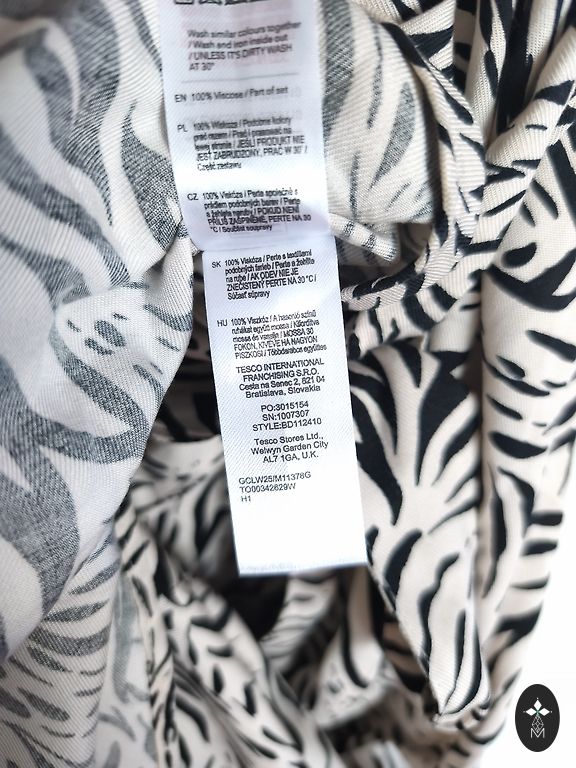 Wash similar colours together
/ Wash and iron inside out
/ UNLESS IT'S DIRTY WASH
AT 30°
EN 100% Viscose / Part of set
PL 100% Wiskoza / Podobne kolory
prać razem / Prać i prasować na
lewej stronie / JEŚLI PRODUKT NIE
JEST ZABRUDZONY, PRAĆ W 30°/
Część zestawu
CZ 100% Viskóza / Perte společně s
prádlem podobných barev / Perte
a žehlete naruby / POKUD NENÍ
PŘÍLIŠ ZAŠPINĚNÉ, PERTE NA 30
°C / Součást soupravy
SK 100% Viskóza / Perte s textíliami
podobných farieb / Perte a žehlite
na rube / AK ODEV NIE JE
ZNEČISTENÝ PERTE NA 30°C /
Súčasť súpravy
HU 100% Viszkóz / A hasonló színű
ruhákat együtt mossa / Kifordítva
mossa és vasalja / MOSSA 30
FOKON, KIVÉVE HA NAGYON
PISZKOS / Többdarabos együttes
TESCO INTERNATIONAL
FRANCHISING S.R.O.
Cesta na Senec 2, 821 04
Bratislava, Slovakia
PO:3015154
SN:1007307
STYLE:BD112410
Tesco Stores Ltd.,
Welwyn Garden City
AL7 1GA, U.K.
GCLW25/M11378G
TO00342629W
H1